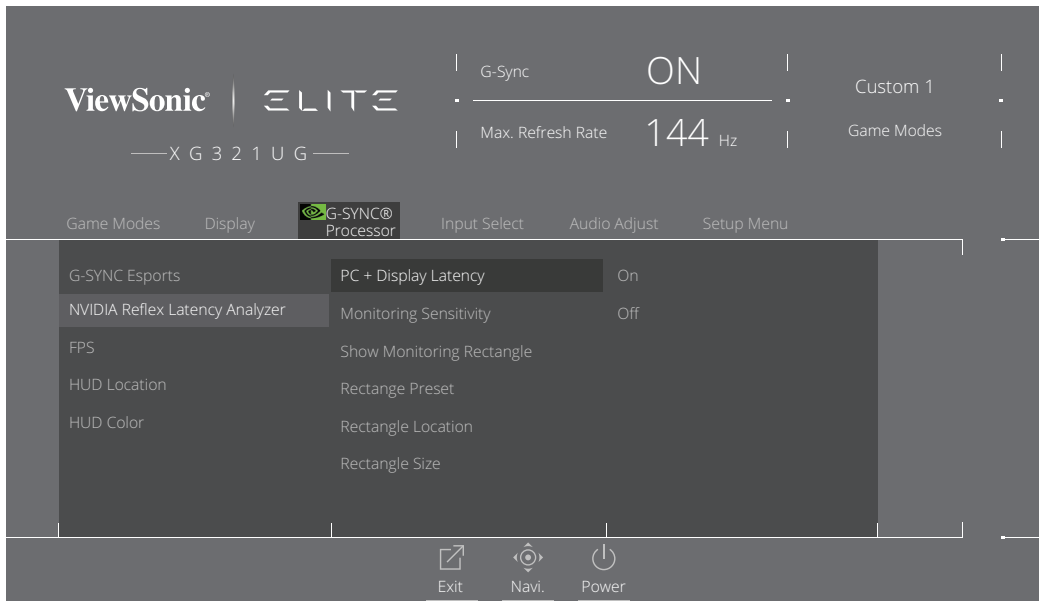 ViewSonic® ELITE
XG321UG
G-Sync ON
Max. Refresh Rate 144 Hz
Custom 1
Game Modes
Game Modes Display G-SYNC® Processor Input Select Audio Adjust Setup Menu
G-SYNC Esports
NVIDIA Reflex Latency Analyzer
FPS
HUD Location
HUD Color
PC + Display Latency
Monitoring Sensitivity
Show Monitoring Rectangle
Rectange Preset
Rectangle Location
Rectangle Size
On
Off
Exit Navi. Power